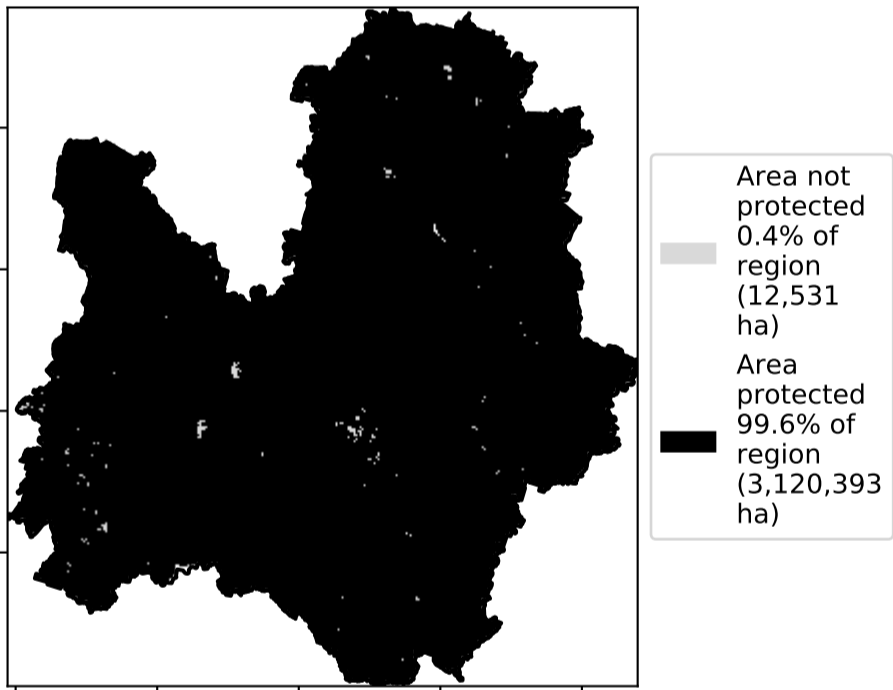 Area not
protected
0.4% of
region
(12,531
ha)
Area
protected
99.6% of
region
(3,120,393
ha)